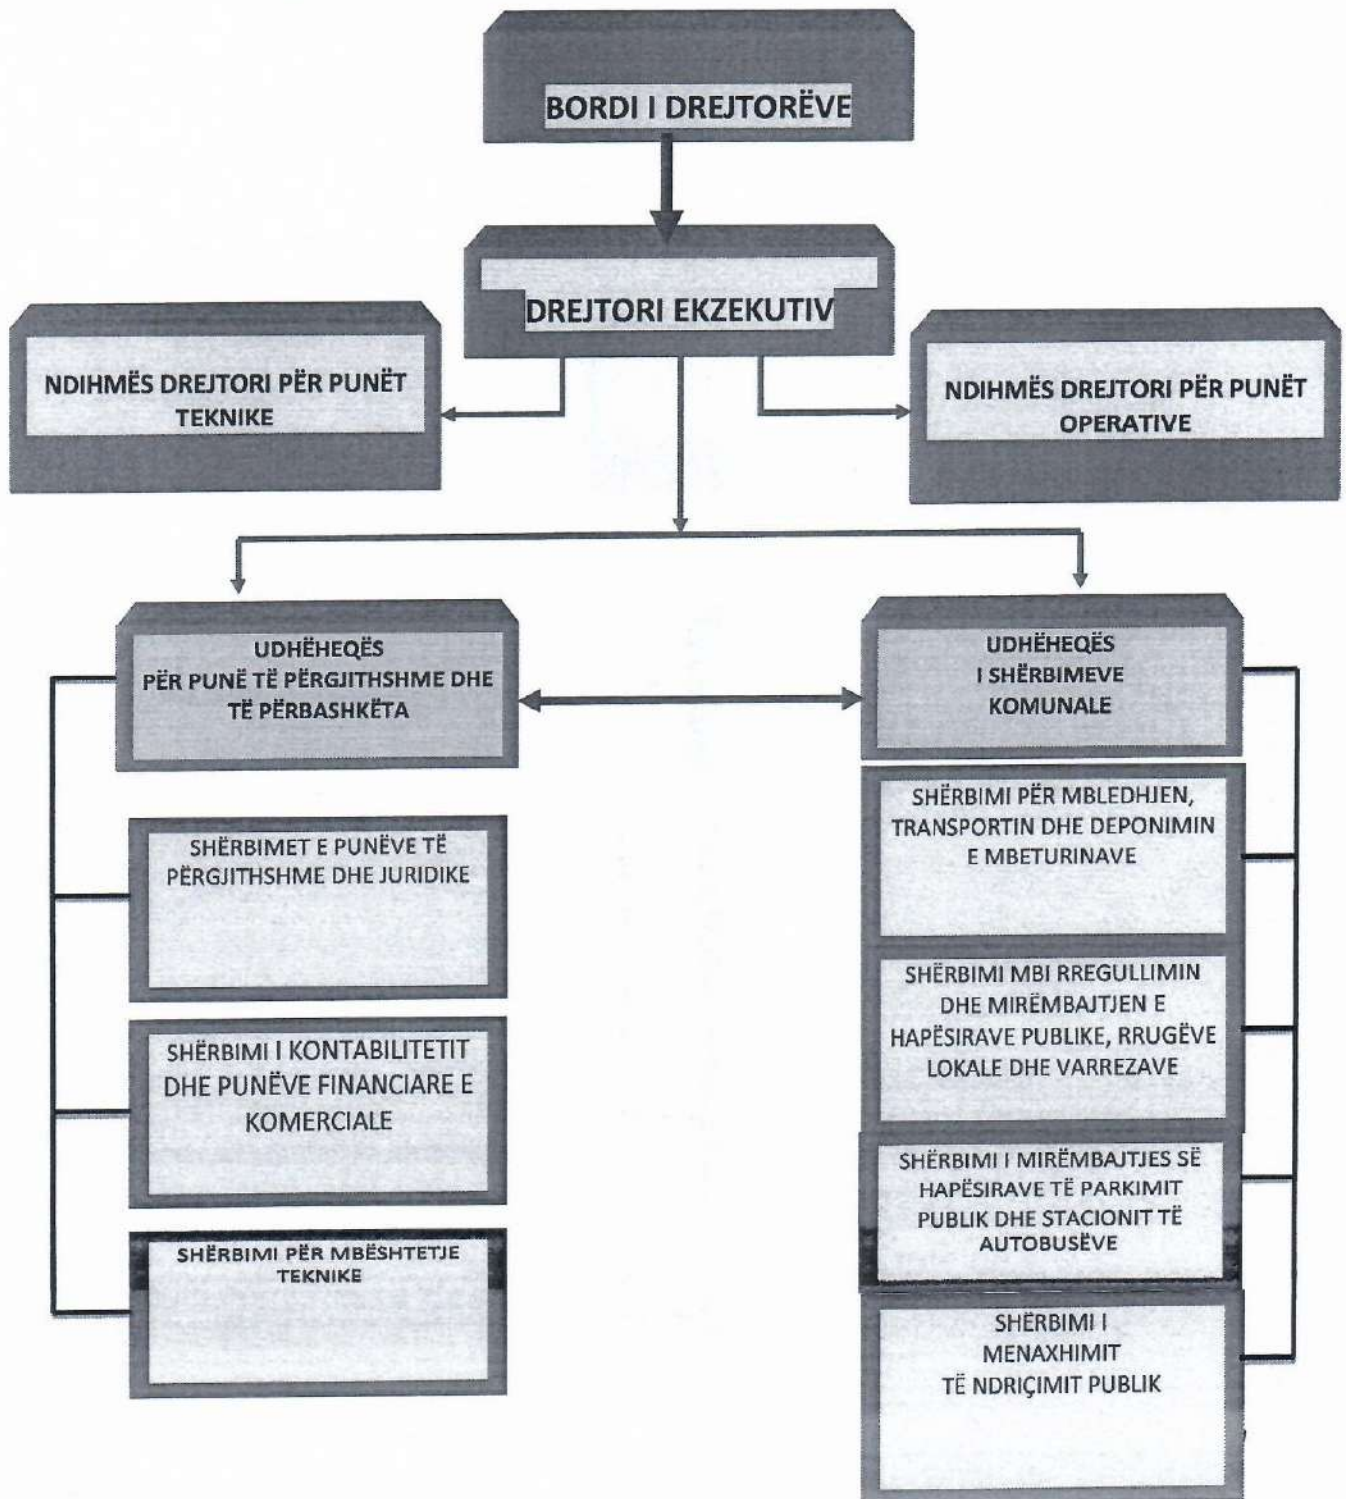 BORDI I DREJTORËVE
DREJTORI EKZEKUTIV
NDIHMËS DREJTORI PËR PUNËT
TEKNIKE
NDIHMËS DREJTORI PËR PUNËT
OPERATIVE
UDHËHEQËS
PËR PUNË TË PËRGJITHSHME DHE
TË PËRBASHKËTA
UDHËHEQËS
I SHËRBIMEVE
KOMUNALE
SHËRBIMET E PUNËVE TË
PËRGJITHSHME DHE JURIDIKE
SHËRBIMI I KONTABILITETIT
DHE PUNËVE FINANCIARE E
KOMERCIALE
SHËRBIMI PËR MBËSHTETJE
TEKNIKE
SHËRBIMI PËR MBLEDHJEN,
TRANSPORTIN DHE DEPONIMIN
E MBETURINAVE
SHËRBIMI MBI RREGULLIMIN
DHE MIRËMBAJTJEN E
HAPËSIRAVE PUBLIKE, RRUGËVE
LOKALE DHE VARREZAVE
SHËRBIMI I MIRËMBAJTJES SË
HAPËSIRAVE TË PARKIMIT
PUBLIK DHE STACIONIT TË
AUTOBUSËVE
SHËRBIMI I
MENAXHIMIT
TË NDRIÇIMIT PUBLIK